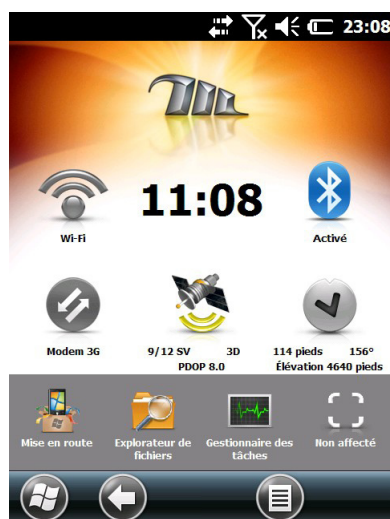 23:08
11:08
Wi-Fi
Activé
Modem 3G
9/12 SV 3D
PDOP 8.0
114 pieds 156°
Élévation 4640 pieds
Mise en route
Explorateur de
fichiers
Gestionnaire des
tâches
Non affecté